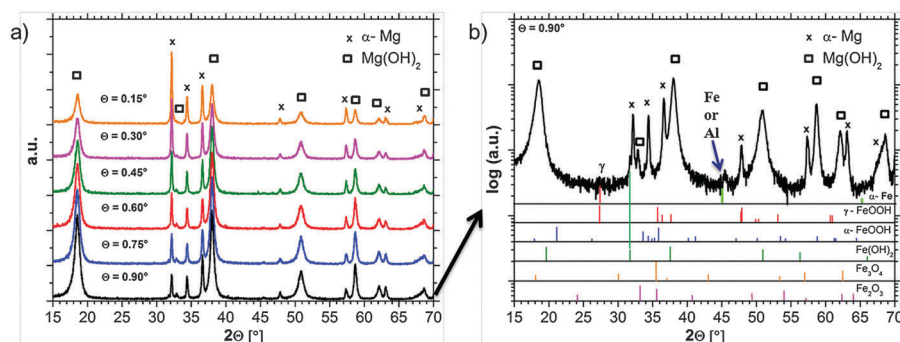 a)
x α- Mg
Mg(OH)2
Θ = 0.15°
Θ = 0.30°
Θ = 0.45°
Θ = 0.60°
Θ = 0.75°
Θ = 0.90°
a.u.
15 20 25 30 35 40 45 50 55 60 65 70
2Θ [°]
b)
Θ = 0.90°
x α- Mg
Mg(OH)2
Fe
or
Al
γ
log (a.u.)
α- Fe
γ - FeOOH
α- FeOOH
Fe(OH)2
Fe3O4
Fe2O3
15 20 25 30 35 40 45 50 55 60 65 70
2Θ [°]